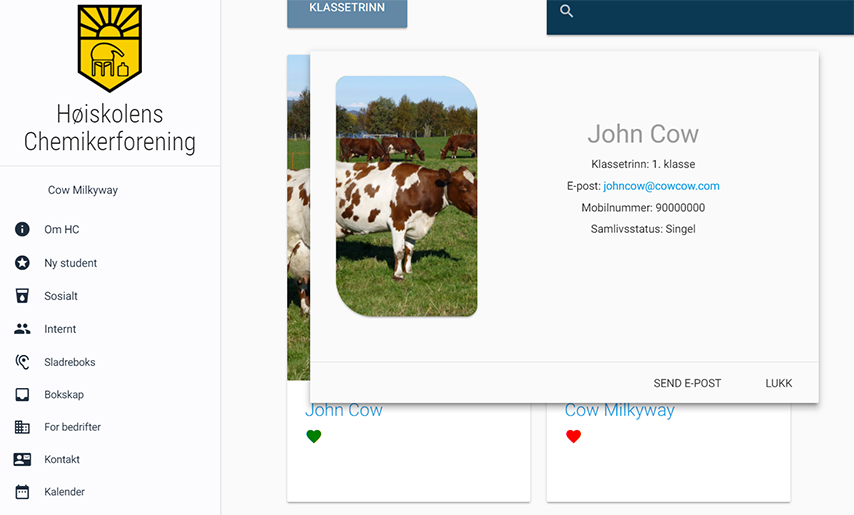 Høiskolens
Chemikerforening
Cow Milkyway
Om HC
Ny student
Sosialt
Internt
Sladreboks
Bokskap
For bedrifter
Kontakt
Kalender
KLASSETRINN
John Cow
Klassetrinn: 1. klasse
E-post: johncow@cowcow.com
Mobilnummer: 90000000
Samlivsstatus: Singel
SEND E-POST LUKK
John Cow
Cow Milkyway